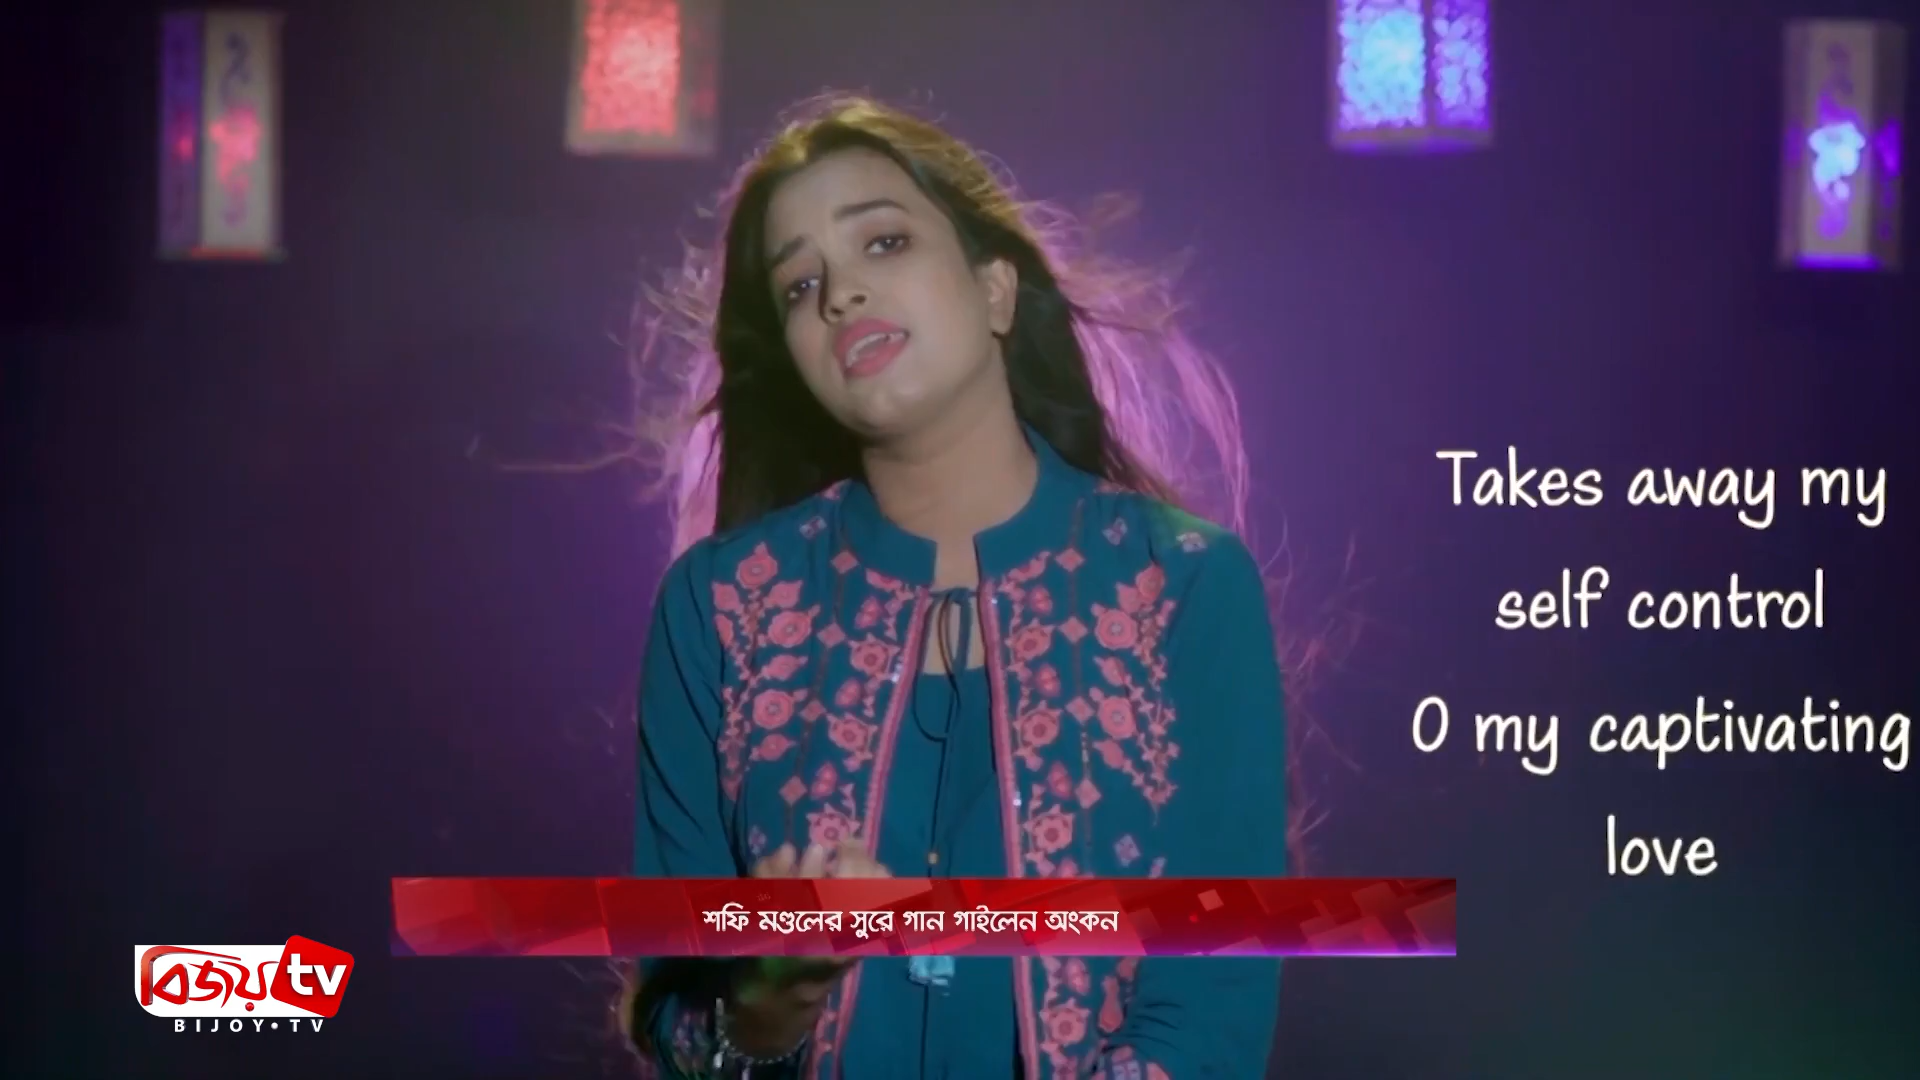 Takes away my
self control
O my captivating
love
শফি মণ্ডলের সুরে গান গাইলেন অংকন
বিজয় tv
BIJOY•TV